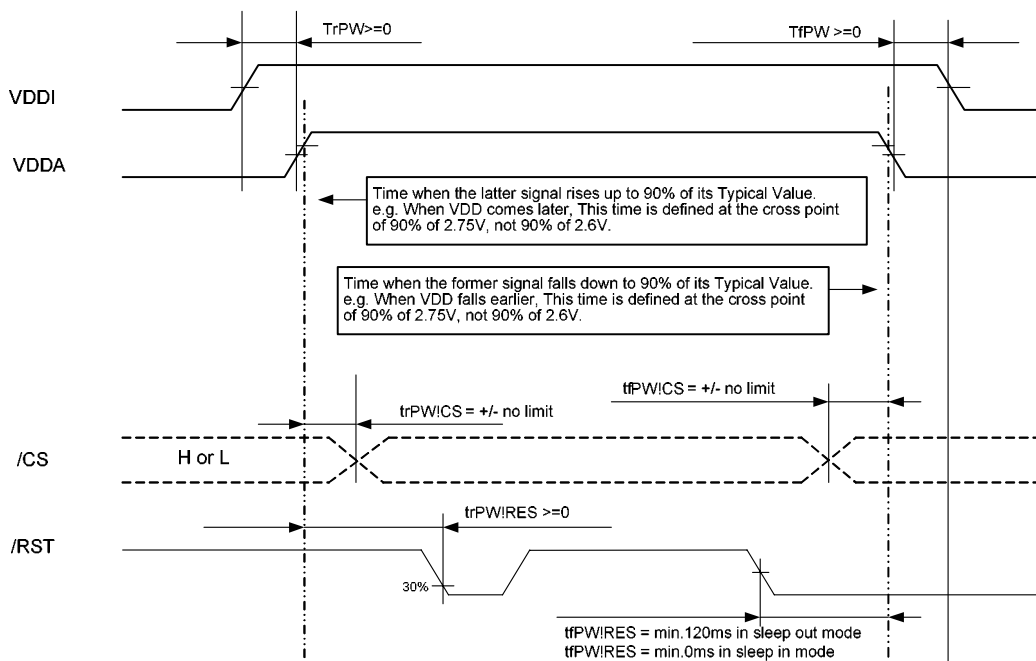 TrPW>=0
TfPW >=0
VDDI
VDDA
Time when the latter signal rises up to 90% of its Typical Value.
e.g. When VDD comes later, This time is defined at the cross point
of 90% of 2.75V, not 90% of 2.6V.
Time when the former signal falls down to 90% of its Typical Value.
e.g. When VDD falls earlier, This time is defined at the cross point
of 90% of 2.75V, not 90% of 2.6V.
tfPW!CS = +/- no limit
trPW!CS = +/- no limit
/CS
H or L
trPW!RES >=0
/RST
30%
tfPW!RES = min.120ms in sleep out mode
tfPW!RES = min.0ms in sleep in mode